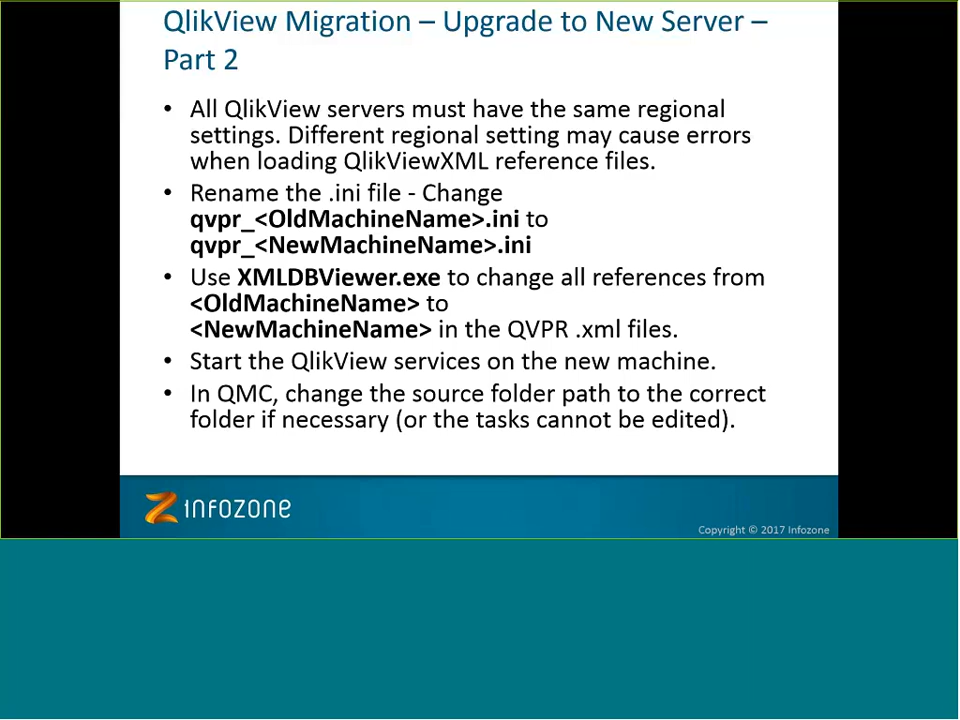 QlikView Migration – Upgrade to New Server –
Part 2
• All QlikView servers must have the same regional
settings. Different regional setting may cause errors
when loading QlikViewXML reference files.
• Rename the .ini file - Change
qvpr_<OldMachineName>.ini to
qvpr_<NewMachineName>.ini
• Use XMLDBViewer.exe to change all references from
<OldMachineName> to
<NewMachineName> in the QVPR .xml files.
• Start the QlikView services on the new machine.
• In QMC, change the source folder path to the correct
folder if necessary (or the tasks cannot be edited).
infozone
Copyright © 2017 Infozone